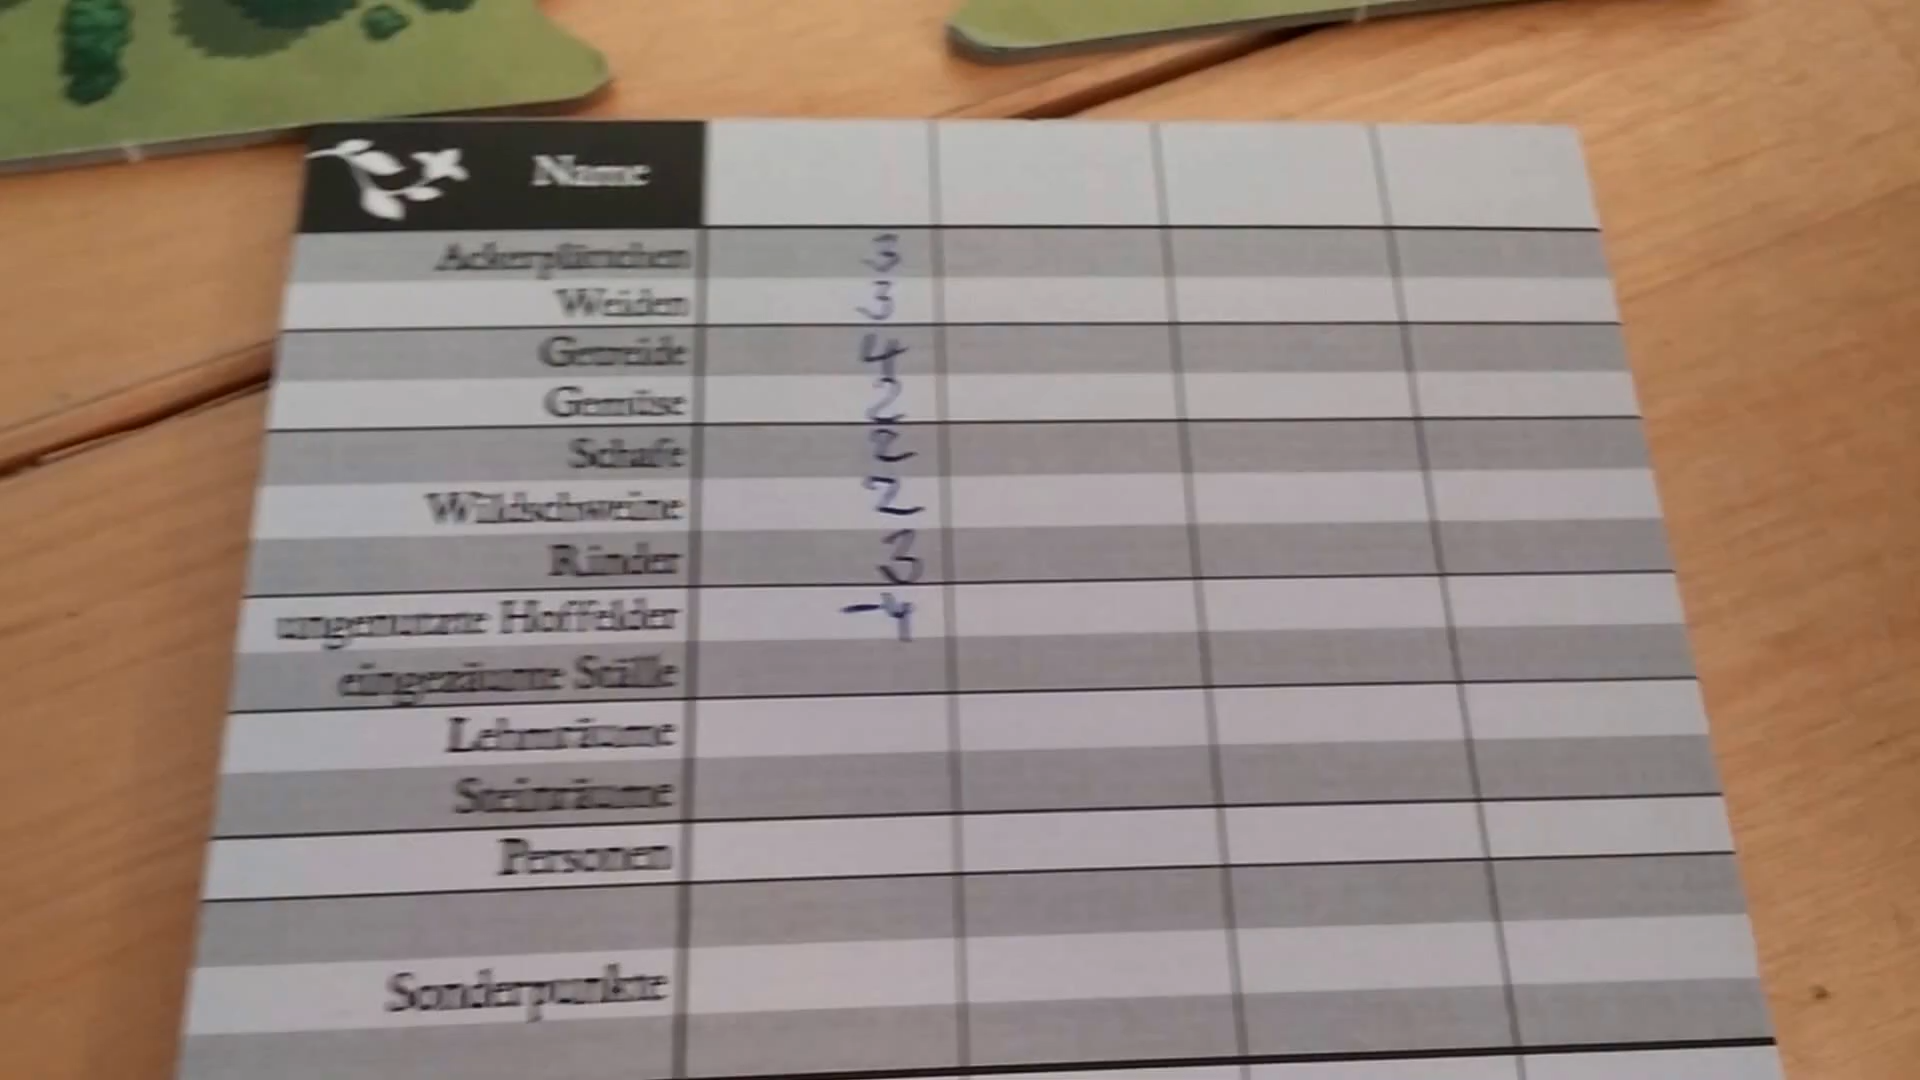 Name
Ackerplänchen 3
Weiden 3
Getreide 4
Gemüse 2
Schafe 2
Wildschweine 2
Rinder 3
ungenutzte Hoffelder -4
eingezäunte Ställe
Lehmräume
Steinräume
Personen
Sonderpunkte